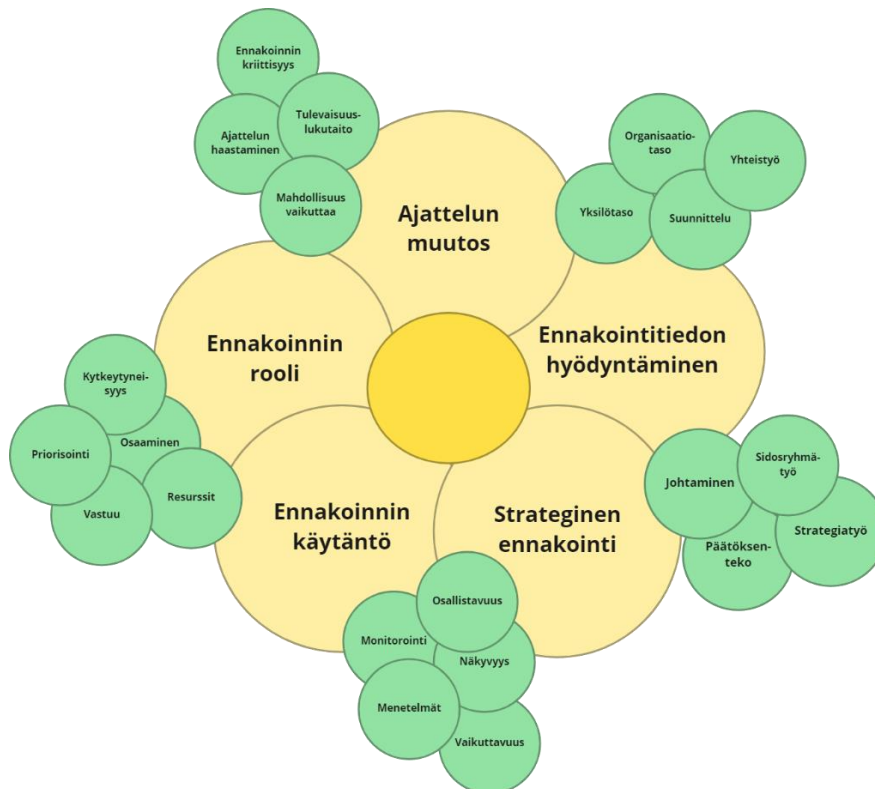 Ennakoinnin
kriittisyys
Tulevaisuus-
lukutaito
Ajattelun
haastaminen
Mahdollisuus
vaikuttaa
Ajattelun
muutos
Organisaatio-
taso
Yhteistyö
Yksilötaso
Suunnittelu
Ennakoinnin
rooli
Ennakointitiedon
hyödyntäminen
Kytkeytynei-
syys
Osaaminen
Priorisointi
Resurssit
Vastuu
Ennakoinnin
käytäntö
Strateginen
ennakointi
Sidosryhmä-
työ
Johtaminen
Strategiatyö
Päätöksen-
teko
Osallistavuus
Monitorointi
Näkyvyys
Menetelmät
Vaikuttavuus